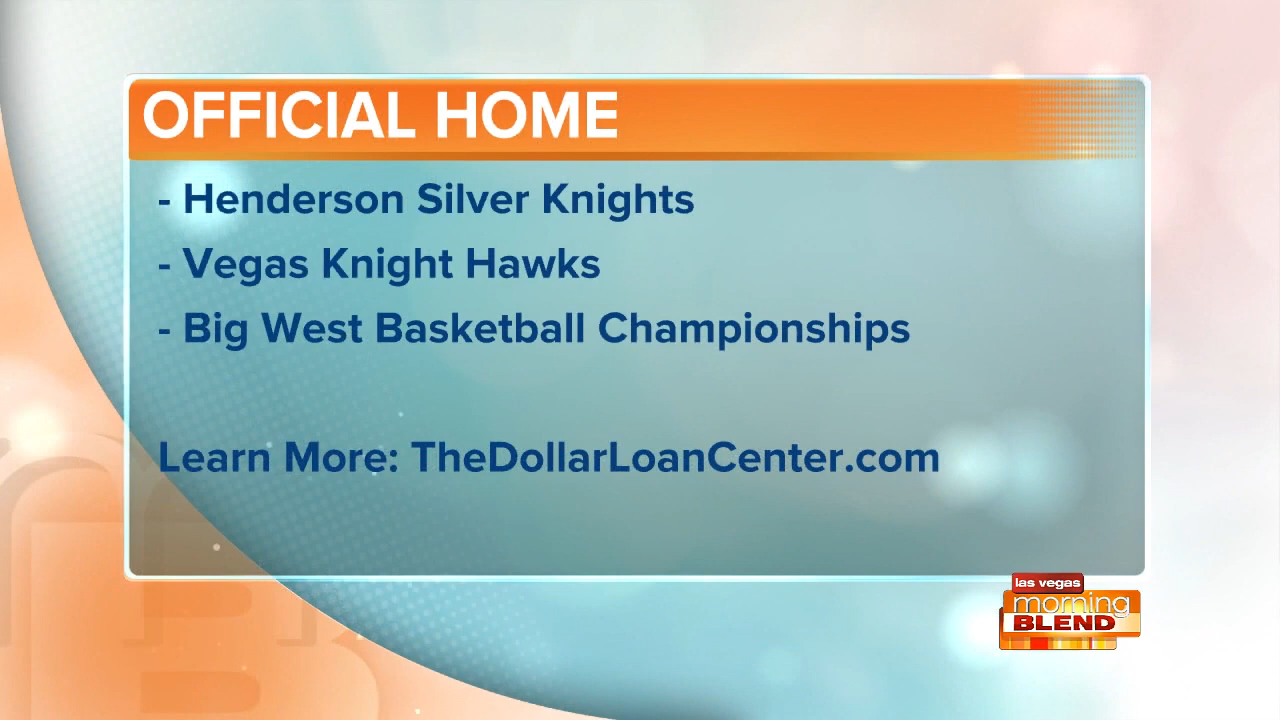 OFFICIAL HOME
- Henderson Silver Knights
- Vegas Knight Hawks
- Big West Basketball Championships
Learn More: TheDollarLoanCenter.com
las vegas
morning
BLEND